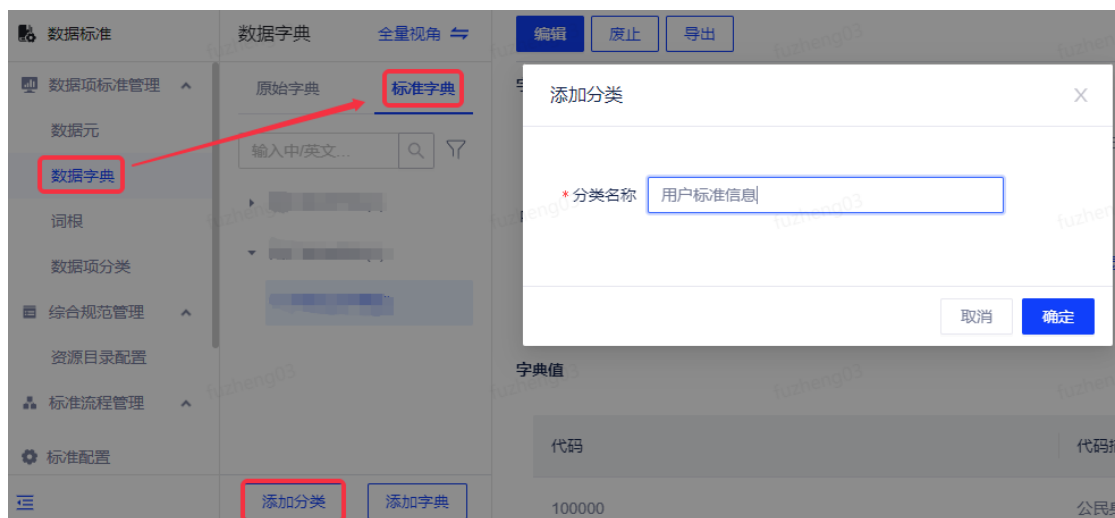 数据标准
数据项标准管理
数据元
数据字典
词根
数据项分类
综合规范管理
资源目录配置
标准流程管理
标准配置
数据字典
全量视角
原始字典
标准字典
输入中/英文...
添加分类
添加字典
编辑
废止
导出
添加分类
*分类名称
用户标准信息
取消
确定
字典值
代码
代码
100000
公民
fuzheng03